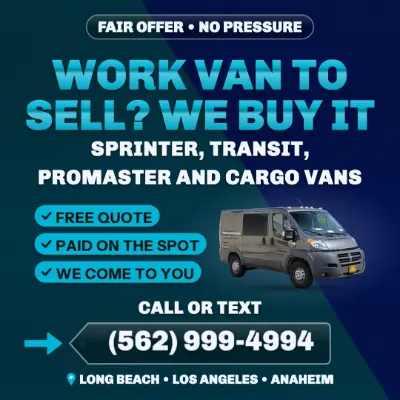 FAIR OFFER • NO PRESSURE
WORK VAN TO
SELL? WE BUY IT
SPRINTER, TRANSIT,
PROMASTER AND CARGO VANS
FREE QUOTE
PAID ON THE SPOT
WE COME TO YOU
CALL OR TEXT
(562) 999-4994
LONG BEACH • LOS ANGELES • ANAHEIM